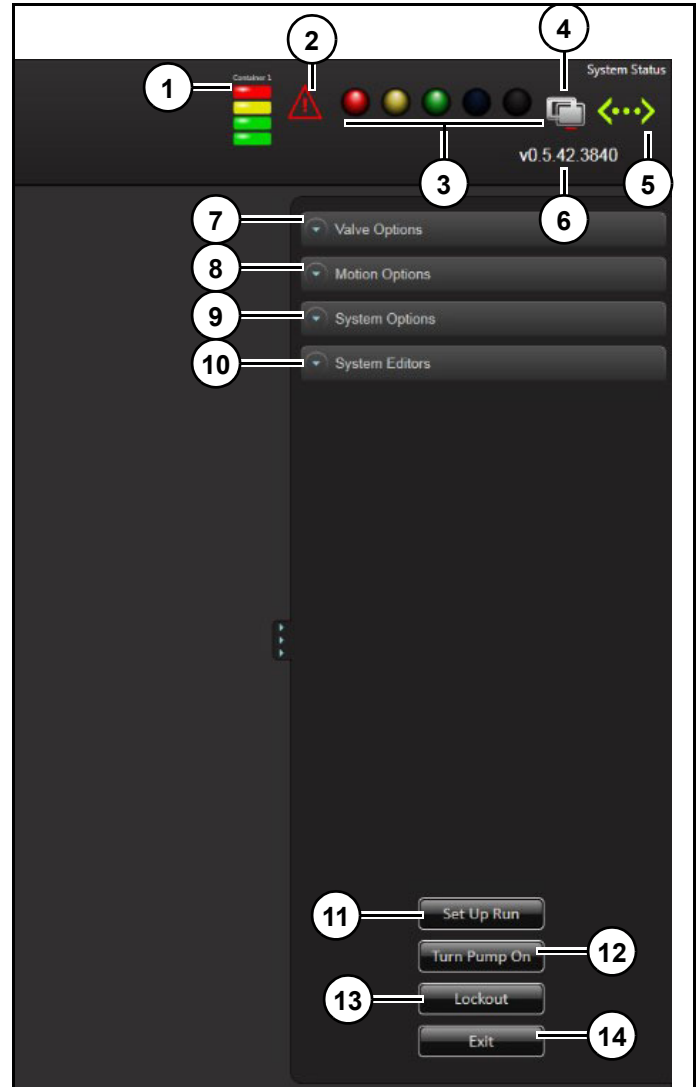 2
4
1
Container 1
System Status
v0.5.42.3840
3
6
5
7
Valve Options
8
Motion Options
9
System Options
10
System Editors
11
Set Up Run
Turn Pump On
12
13
Lockout
Exit
14